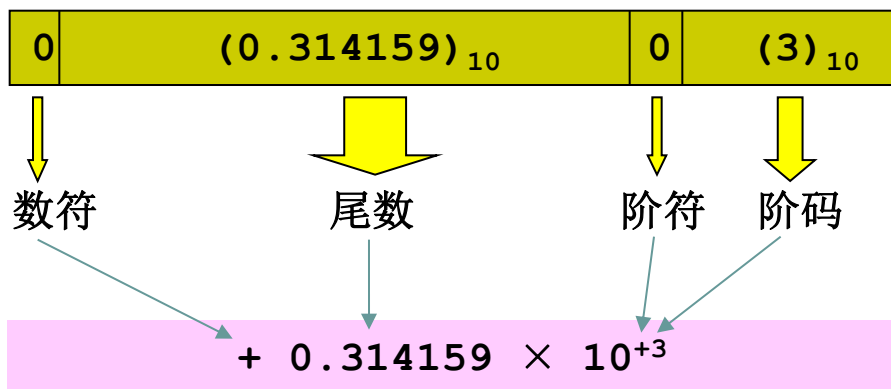 0 (0.314159)₁₀ 0 (3)₁₀
数符 尾数 阶符 阶码
+ 0.314159 × 10⁺³